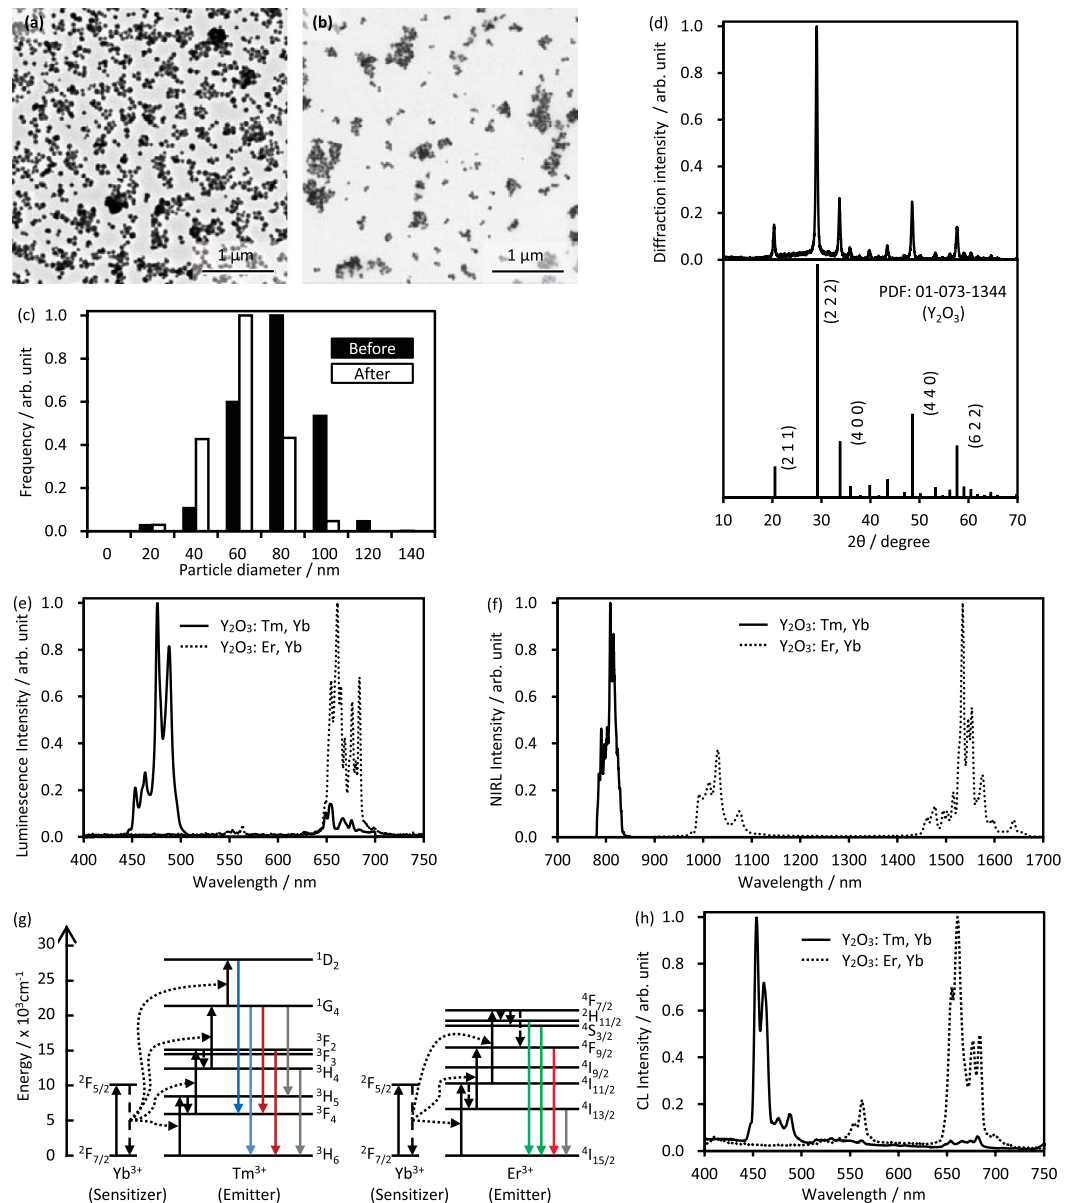 (a)
1 μm
(b)
1 μm
(c)
Frequency / arb. unit
1.0
0.8
0.6
0.4
0.2
0.0
Before
After
0 20 40 60 80 100 120 140
Particle diameter / nm
(d)
Diffraction intensity / arb. unit
1.0
0.8
0.6
0.4
0.2
0.0
PDF: 01-073-1344
(Y₂O₃)
(2 1 1)
(2 2 2)
(4 0 0)
(4 4 0)
(6 2 2)
10 20 30 40 50 60 70
2θ / degree
(e)
Luminescence Intensity / arb. unit
1.0
0.8
0.6
0.4
0.2
0.0
Y₂O₃: Tm, Yb
Y₂O₃: Er, Yb
400 450 500 550 600 650 700 750
Wavelength / nm
(f)
NIRL Intensity / arb. unit
1.0
0.8
0.6
0.4
0.2
0.0
Y₂O₃: Tm, Yb
Y₂O₃: Er, Yb
700 800 900 1000 1100 1200 1300 1400 1500 1600 1700
Wavelength / nm
(g)
Energy / x 10³cm⁻¹
30
25
20
15
10
5
0
²F₅/₂
²F₇/₂
Yb³⁺
(Sensitizer)
¹D₂
¹G₄
³F₂
³F₃
³H₄
³H₅
³F₄
³H₆
Tm³⁺
(Emitter)
²F₅/₂
²F₇/₂
Yb³⁺
(Sensitizer)
⁴F₇/₂
²H₁₁/₂
⁴S₃/₂
⁴F₉/₂
⁴I₉/₂
⁴I₁₁/₂
⁴I₁₃/₂
⁴I₁₅/₂
Er³⁺
(Emitter)
(h)
CL Intensity / arb. unit
1.0
0.8
0.6
0.4
0.2
0.0
Y₂O₃: Tm, Yb
Y₂O₃: Er, Yb
400 450 500 550 600 650 700 750
Wavelength / nm